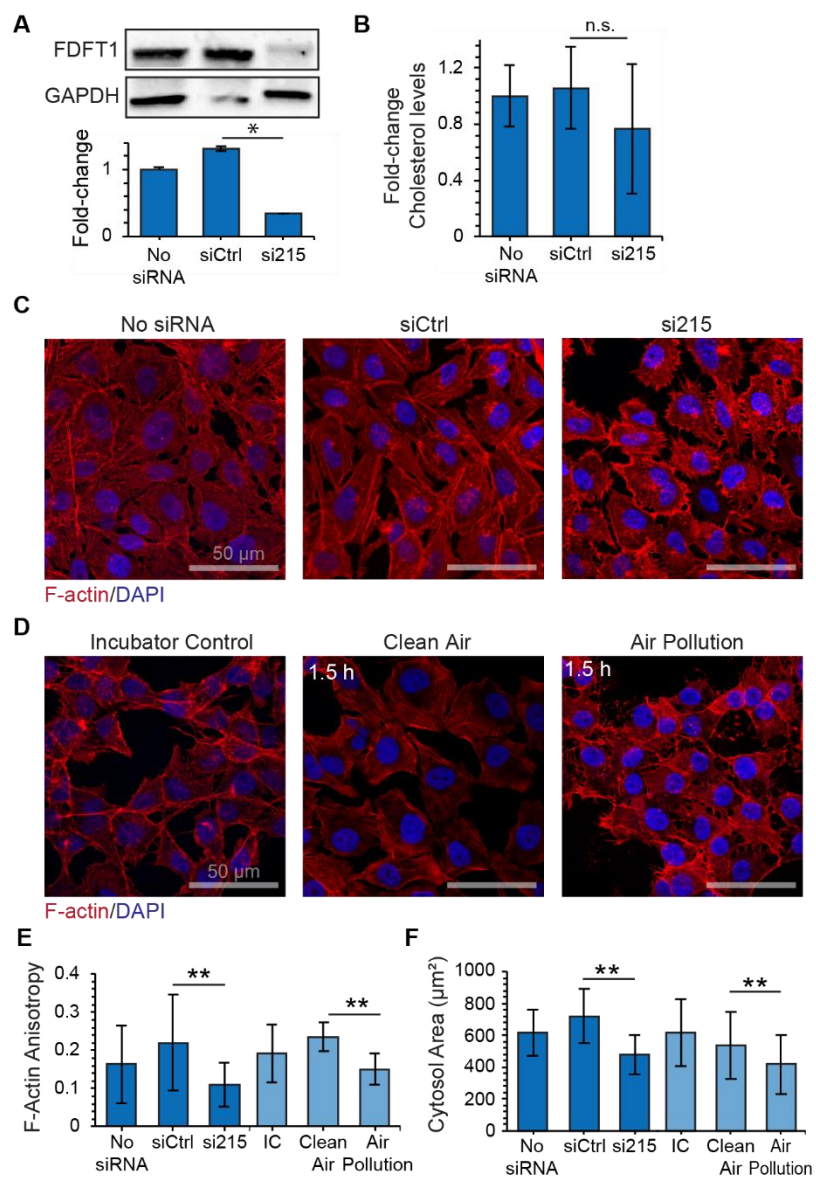 A
FDFT1
GAPDH
*
Fold-change
1
0
No siRNA
siCtrl
si215
B
n.s.
Fold-change
Cholesterol levels
1.2
0.8
0.4
0
No siRNA
siCtrl
si215
C
No siRNA
siCtrl
si215
50 µm
F-actin/DAPI
D
Incubator Control
Clean Air
Air Pollution
1.5 h
1.5 h
50 µm
F-actin/DAPI
E
F-Actin Anisotropy
0.4
0.3
0.2
0.1
0
**
**
No siRNA
siCtrl
si215
IC
Clean Air
Air Pollution
F
Cytosol Area (µm²)
1000
800
600
400
200
0
**
**
No siRNA
siCtrl
si215
IC
Clean Air
Air Pollution